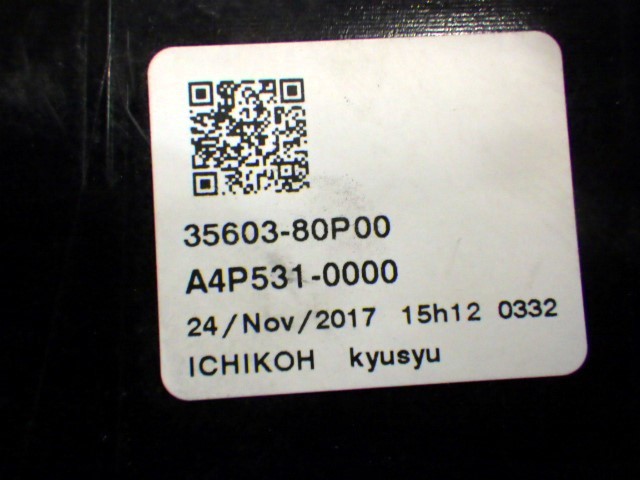 35603-80P00
A4P531-0000
24/Nov/2017 15h12 0332
ICHIKOH kyusyu